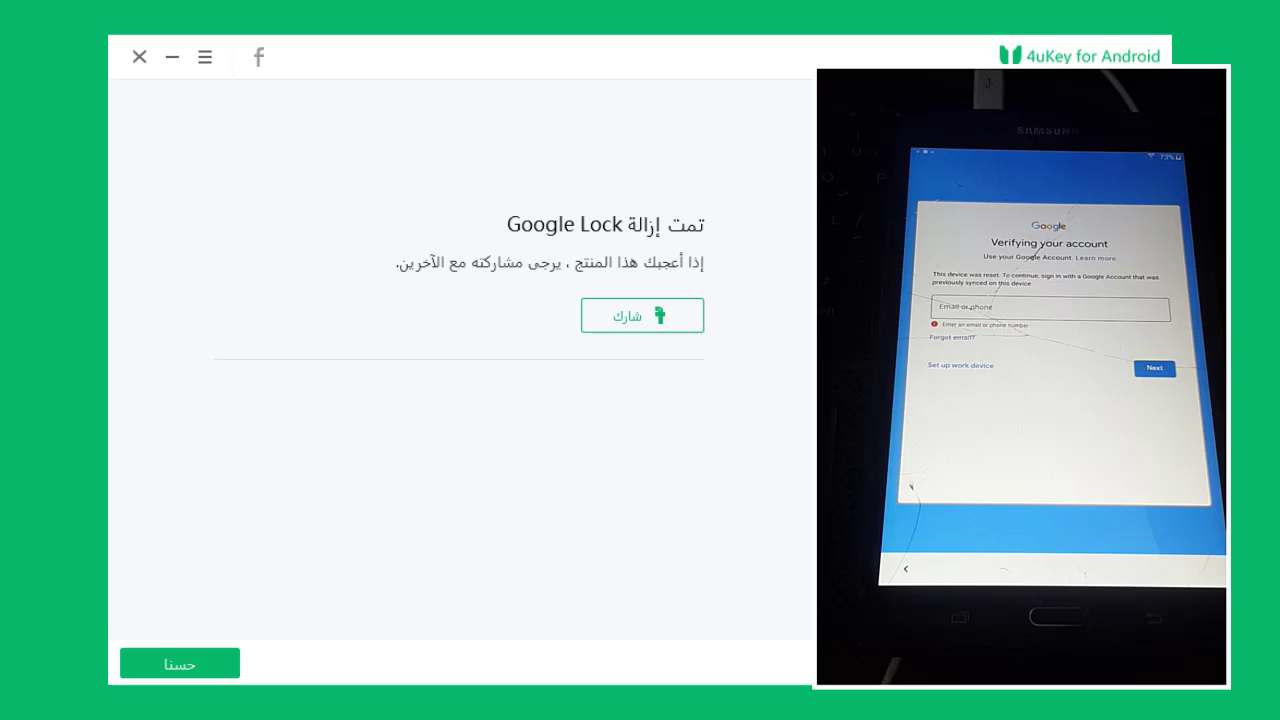 4uKey for Android
تمت إزالة Google Lock
إذا أعجبك هذا المنتج ، يرجى مشاركته مع الآخرين.
شارك
حسنا
SAMSUNG
73%
Google
Verifying your account
Use your Google Account. Learn more
This device was reset. To continue, sign in with a Google Account that was
previously synced on this device.
Email or phone
Enter an email or phone number
Forgot email?
Set up work device
Next